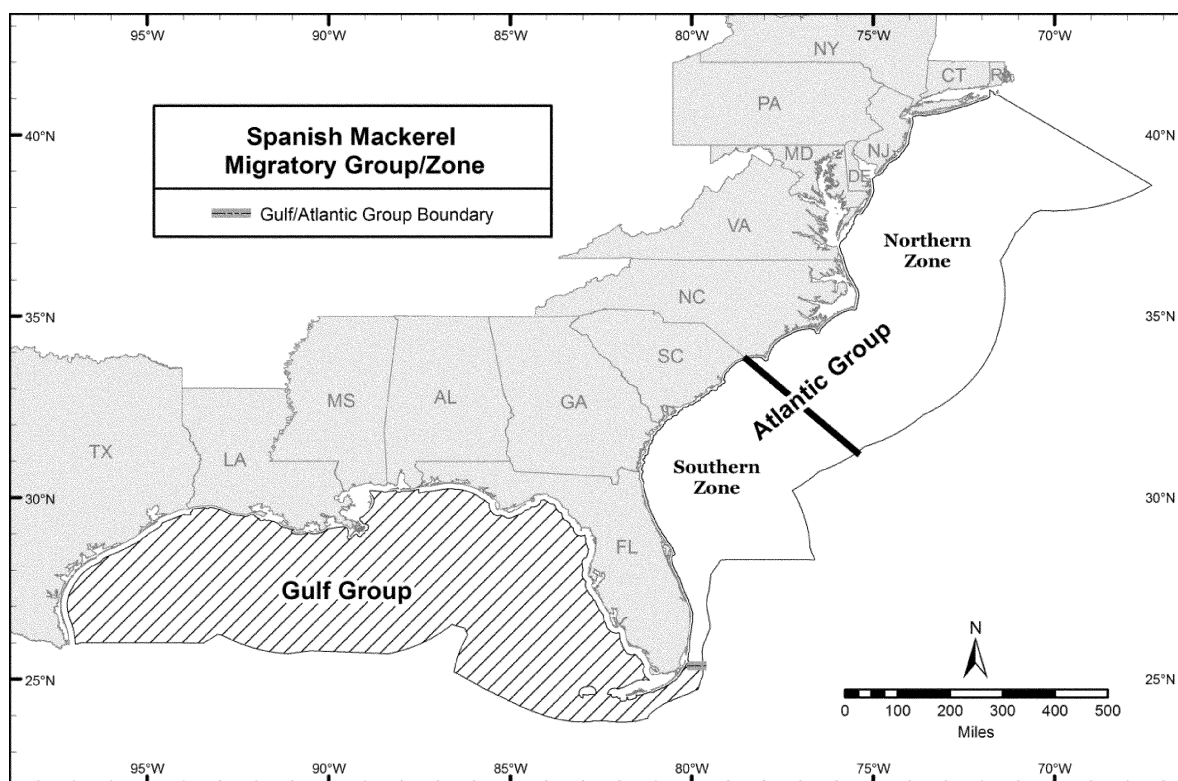 95°W 90°W 85°W 80°W 75°W 70°W
NY
CT
RI
PA
40°N
40°N
Spanish Mackerel
Migratory Group/Zone
Gulf/Atlantic Group Boundary
MD
NJ
DE
VA
Northern
Zone
NC
35°N
35°N
SC
Atlantic Group
MS
AL
GA
TX
LA
Southern
Zone
30°N
30°N
FL
Gulf Group
N
25°N
25°N
0 100 200 300 400 500
Miles
95°W 90°W 85°W 80°W 75°W 70°W